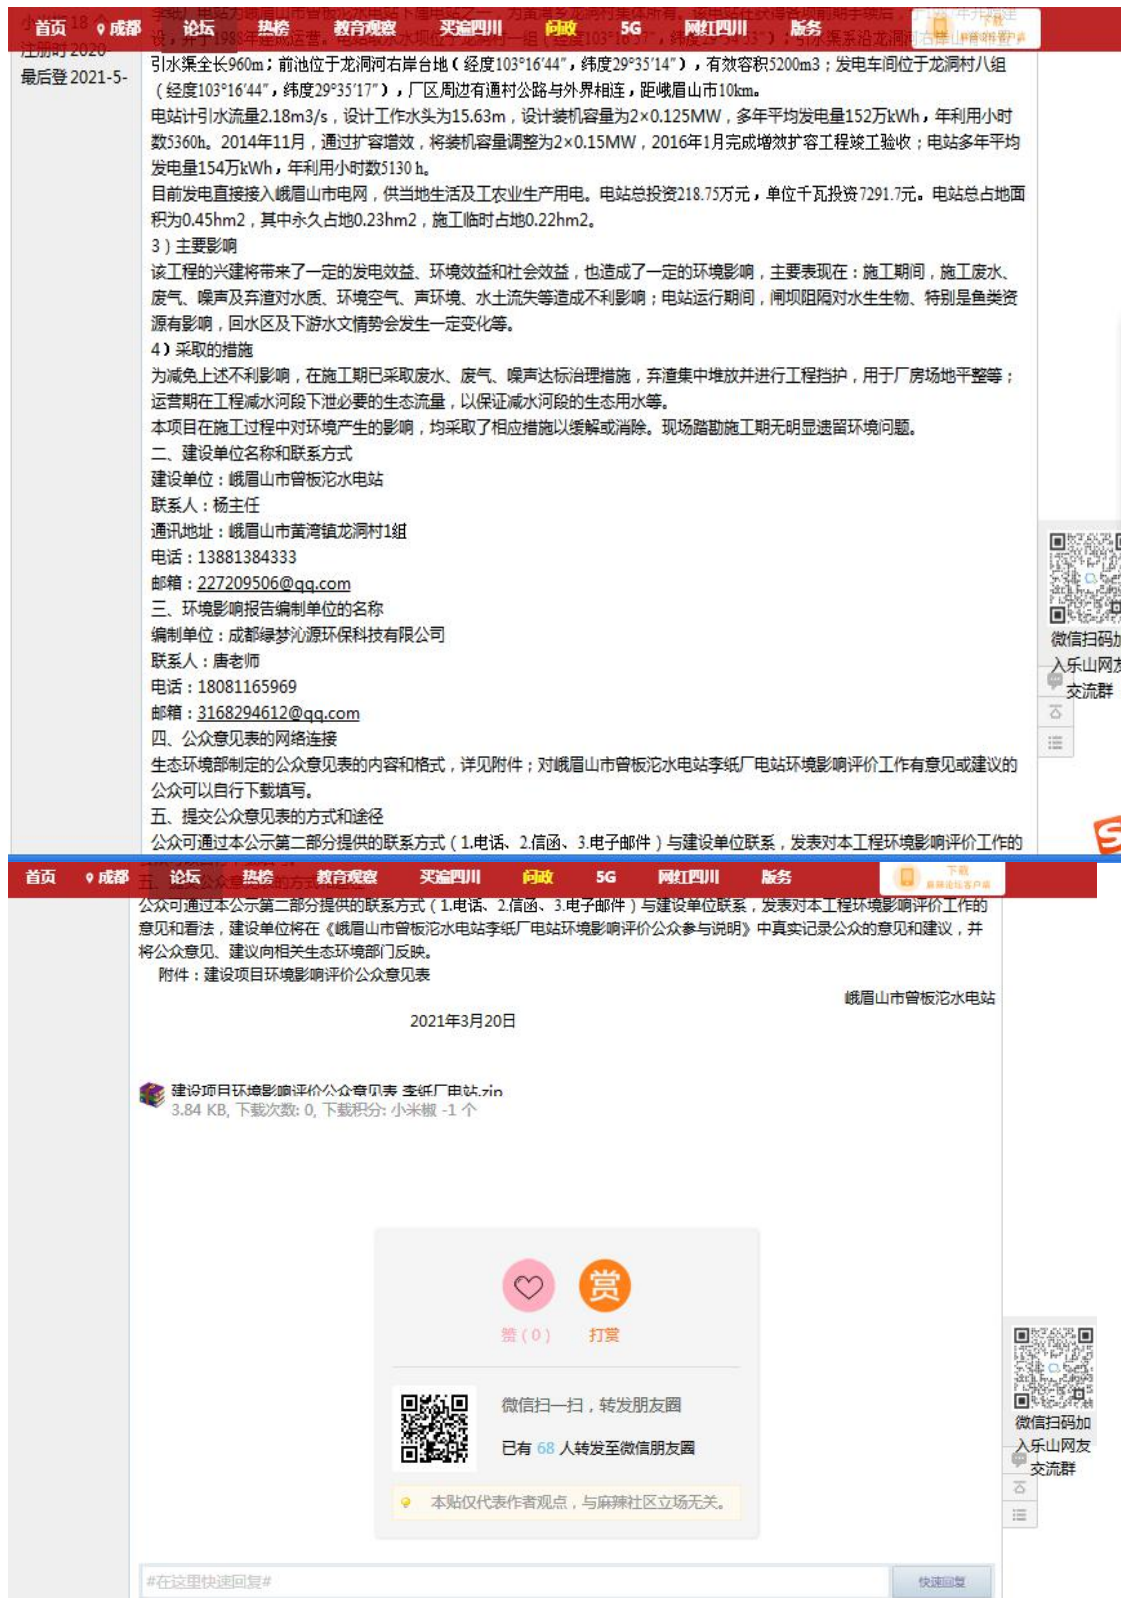 首页 成都 论坛 热榜 教育观察 买遍四川 问政 5G 网红四川 版务 下载
注册时 2020-
最后登 2021-5-
引水渠全长960m；前池位于龙洞河右岸台地（经度103°16′44″，纬度29°35′14″），有效容积5200m3；发电车间位于龙洞村八组
（经度103°16′44″，纬度29°35′17″），厂区周边有通村公路与外界相连，距峨眉山市10km。
电站计引水流量2.18m3/s，设计工作水头为15.63m，设计装机容量为2×0.125MW，多年平均发电量152万kWh，年利用小时
数5360h。2014年11月，通过扩容增效，将装机容量调整为2×0.15MW，2016年1月完成增效扩容工程竣工验收；电站多年平均
发电量154万kWh，年利用小时数5130 h。
目前发电直接接入峨眉山市电网，供当地生活及工农业生产用电。电站总投资218.75万元，单位千瓦投资7291.7元。电站总占地面
积为0.45hm2，其中永久占地0.23hm2，施工临时占地0.22hm2。
3）主要影响
该工程的兴建将带来了一定的发电效益、环境效益和社会效益，也造成了一定的环境影响，主要表现在：施工期间，施工废水、
废气、噪声及弃渣对水质、环境空气、声环境、水土流失等造成不利影响；电站运行期间，闸坝阻隔对水生生物、特别是鱼类资
源有影响，回水区及下游水文情势会发生一定变化等。
4）采取的措施
为减免上述不利影响，在施工期已采取废水、废气、噪声达标治理措施，弃渣集中堆放并进行工程挡护，用于厂房场地平整等；
运营期在工程减水河段下泄必要的生态流量，以保证减水河段的生态用水等。
本项目在施工过程中对环境产生的影响，均采取了相应措施以缓解或消除。现场踏勘施工期无明显遗留环境问题。
二、建设单位名称和联系方式
建设单位：峨眉山市曾板沱水电站
联系人：杨主任
通讯地址：峨眉山市黄湾镇龙洞村1组
电话：13881384333
邮箱：227209506@qq.com
三、环境影响报告编制单位的名称
编制单位：成都绿梦沁源环保科技有限公司
联系人：唐老师
电话：18081165969
邮箱：3168294612@qq.com
四、公众意见表的网络连接
生态环境部制定的公众意见表的内容和格式，详见附件；对峨眉山市曾板沱水电站李纸厂电站环境影响评价工作有意见或建议的
公众可以自行下载填写。
五、提交公众意见表的方式和途径
公众可通过本公示第二部分提供的联系方式（1.电话、2.信函、3.电子邮件）与建设单位联系，发表对本工程环境影响评价工作的
微信扫码加
入乐山网友
交流群
首页 成都 论坛 热榜 教育观察 买遍四川 问政 5G 网红四川 版务 下载
麻辣论坛客户端
公众可通过本公示第二部分提供的联系方式（1.电话、2.信函、3.电子邮件）与建设单位联系，发表对本工程环境影响评价工作的
意见和看法，建设单位将在《峨眉山市曾板沱水电站李纸厂电站环境影响评价公众参与说明》中真实记录公众的意见和建议，并
将公众意见、建议向相关生态环境部门反映。
附件：建设项目环境影响评价公众意见表
峨眉山市曾板沱水电站
2021年3月20日
建设项目环境影响评价公众意见表 李纸厂电站.zip
3.84 KB, 下载次数: 0, 下载积分: 小米椒 -1 个
赏
赞（0） 打赏
微信扫一扫，转发朋友圈
已有 68 人转发至微信朋友圈
本贴仅代表作者观点，与麻辣社区立场无关。
微信扫码加
入乐山网友
交流群
#在这里快速回复#
快速回复